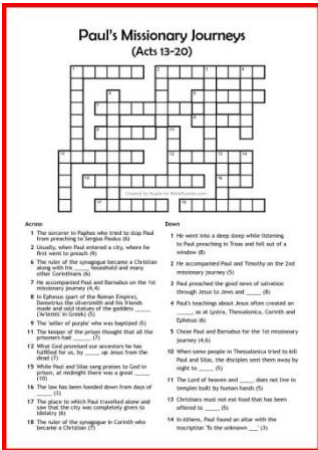 Paul's Missionary Journeys
(Acts 13-20)
Across
1 The sorcerer in Paphos who tried to stop Paul
from preaching to Sergius Paulus (6)
2 Usually, when Paul entered a city, where he
first went to preach (9)
6 The ruler of the synagogue became a Christian
along with his _____ household and many
other Corinthians (6)
7 He accompanied Paul and Barnabas on the 1st
missionary journey (4,4)
8 In Ephesus (part of the Roman Empire),
Demetrius the silversmith and his friends
made and sold statues of the goddess _____
(Artemis in Greek) (5)
9 The 'seller of purple' who was baptized (5)
11 The keeper of the prison thought that all the
prisoners had _____ (7)
12 What God promised our ancestors he has
fulfilled for us, by _____ up Jesus from the
dead (7)
15 While Paul and Silas sang praises to God in
prison, at midnight there was a great _____
(10)
16 The law has been handed down from days of
_____ (3)
17 The place to which Paul travelled alone and
saw that the city was completely given to
idolatry (6)
18 The ruler of the synagogue in Corinth who
became a Christian (7)
Down
1 He went into a deep sleep while listening
to Paul preaching in Troas and fell out of a
window (8)
2 He accompanied Paul and Timothy on the 2nd
missionary journey (5)
3 Paul preached the good news of salvation
through Jesus to Jews and _____ (8)
4 Paul's teachings about Jesus often created an
_____, as at Lystra, Thessalonica, Corinth and
Ephesus (6)
5 Chose Paul and Barnabas for the 1st missionary
journey (4,6)
10 When some people in Thessalonica tried to kill
Paul and Silas, the disciples sent them away by
night to _____ (5)
11 The Lord of heaven and _____ does not live in
temples built by human hands (5)
13 Christians must not eat food that has been
offered to _____ (5)
14 In Athens, Paul found an altar with the
inscription 'To the unknown ___' (3)